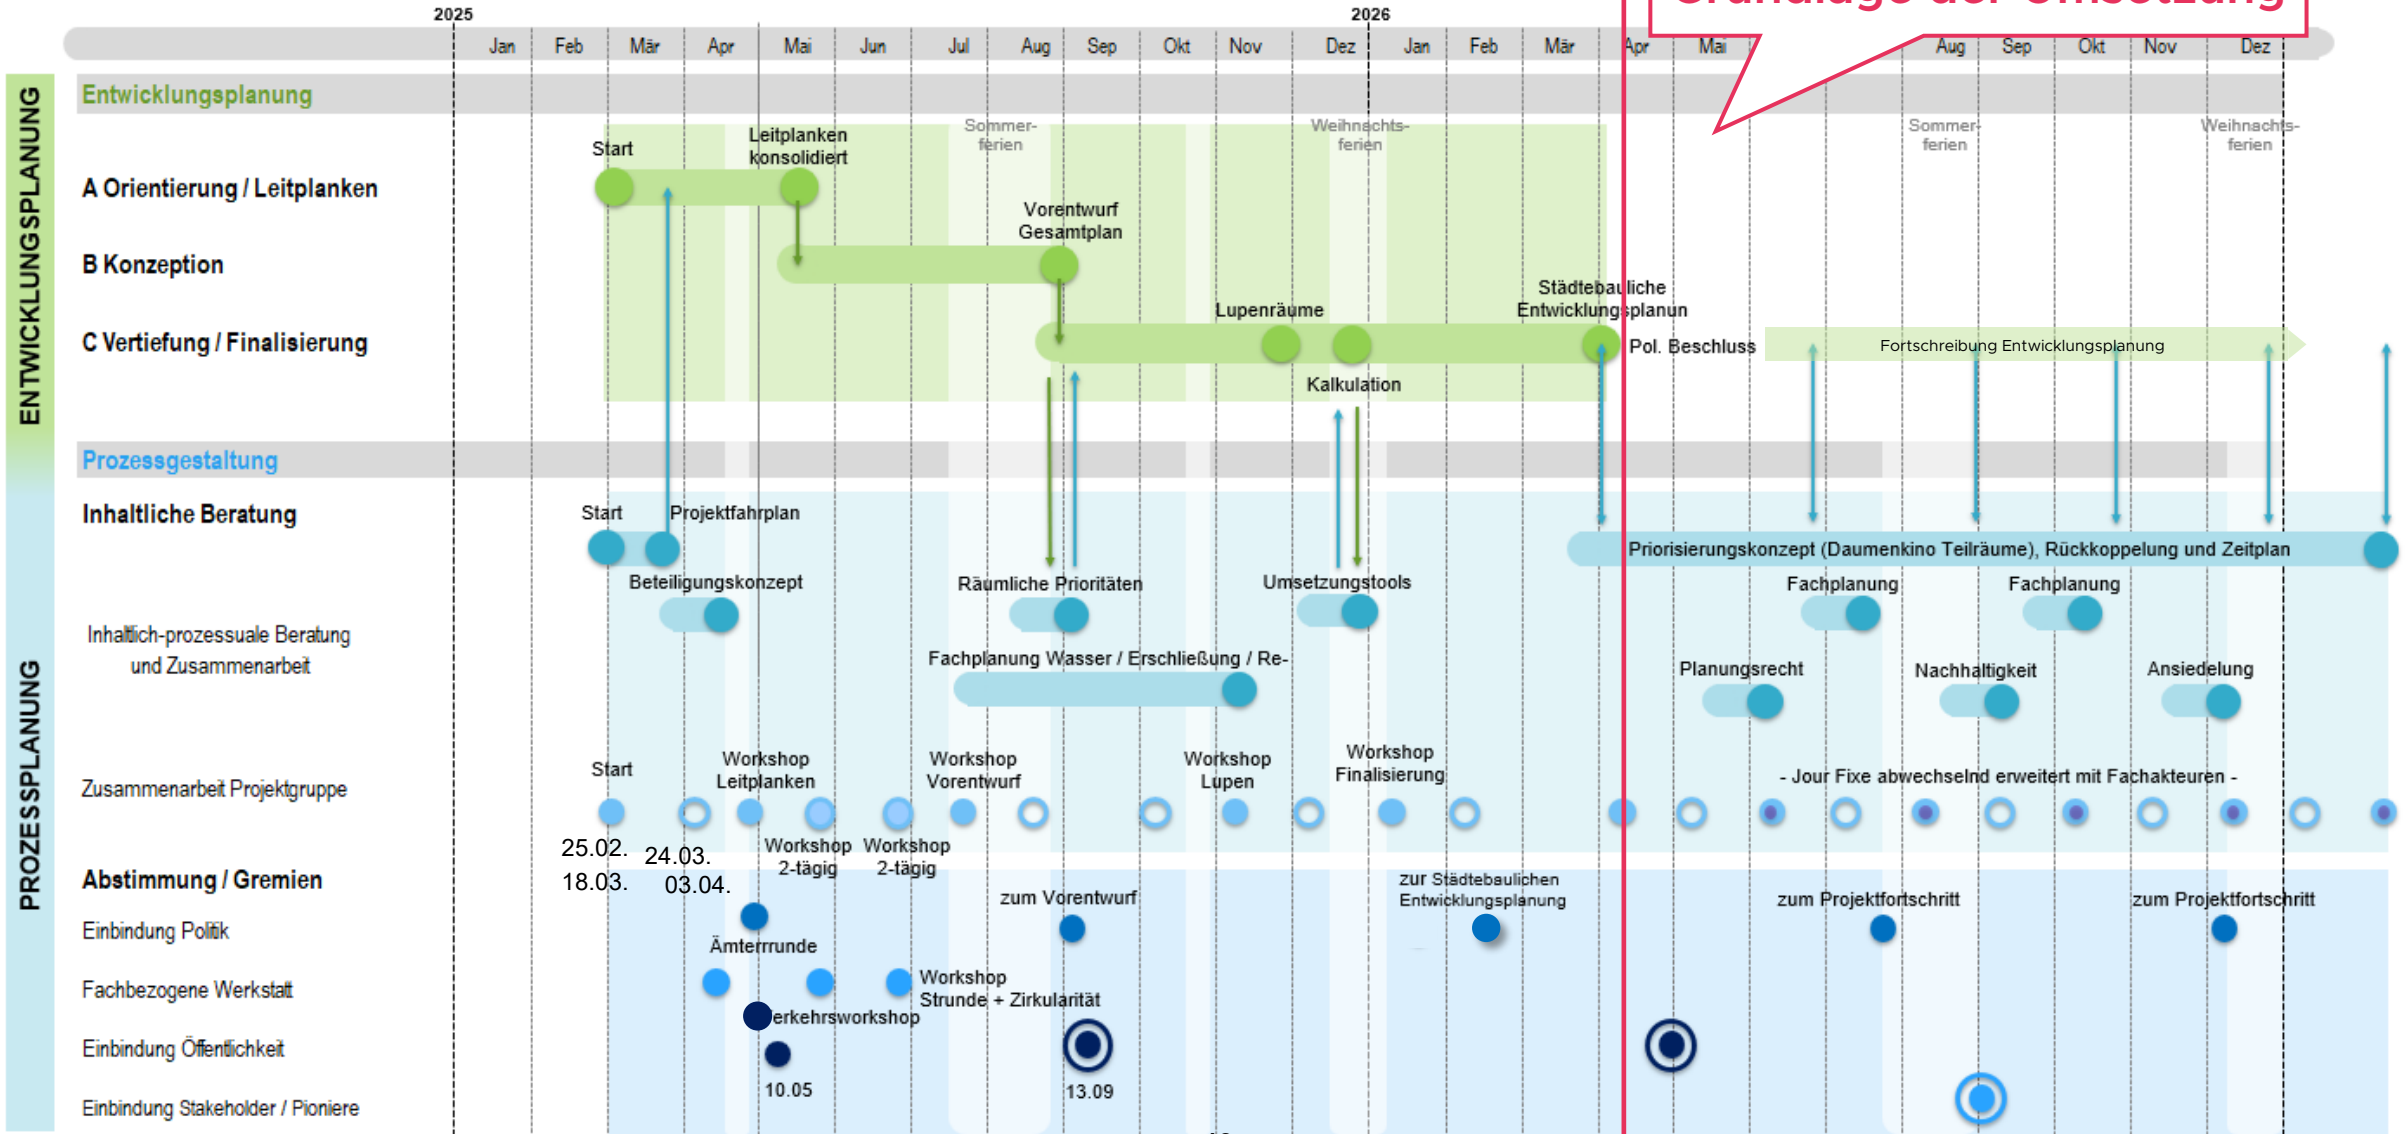 Grundlage der Umsetzung
2025
2026
Jan Feb Mär Apr Mai Jun Jul Aug Sep Okt Nov Dez Jan Feb Mär Apr Mai Aug Sep Okt Nov Dez
ENTWICKLUNGSPLANUNG
Entwicklungsplanung
Sommer-
ferien
Weihnachts-
ferien
Sommer-
ferien
Weihnachts-
ferien
Start
Leitplanken
konsolidiert
A Orientierung / Leitplanken
Vorentwurf
Gesamtplan
B Konzeption
Lupenräume
Städtebauliche
Entwicklungsplanun
C Vertiefung / Finalisierung
Pol. Beschluss
Fortschreibung Entwicklungsplanung
Kalkulation
PROZESSPLANUNG
Prozessgestaltung
Inhaltliche Beratung
Start
Projektfahrplan
Priorisierungskonzept (Daumenkino Teilräume), Rückkoppelung und Zeitplan
Beteiligungskonzept
Räumliche Prioritäten
Umsetzungstools
Fachplanung
Fachplanung
Inhaltlich-prozessuale Beratung
und Zusammenarbeit
Fachplanung Wasser / Erschließung / Re-
Planungsrecht
Nachhaltigkeit
Ansiedelung
Zusammenarbeit Projektgruppe
Start
Workshop
Leitplanken
Workshop
Vorentwurf
Workshop
Lupen
Workshop
Finalisierung
- Jour Fixe abwechselnd erweitert mit Fachakteuren -
25.02.
18.03.
24.03.
03.04.
Workshop
2-tägig
Workshop
2-tägig
Abstimmung / Gremien
Einbindung Politik
zum Vorentwurf
zur Städtebaulichen
Entwicklungsplanung
zum Projektfortschritt
zum Projektfortschritt
Ämterrrunde
Fachbezogene Werkstatt
Workshop
Strunde + Zirkularität
erkehrsworkshop
Einbindung Öffentlichkeit
10.05
13.09
Einbindung Stakeholder / Pioniere